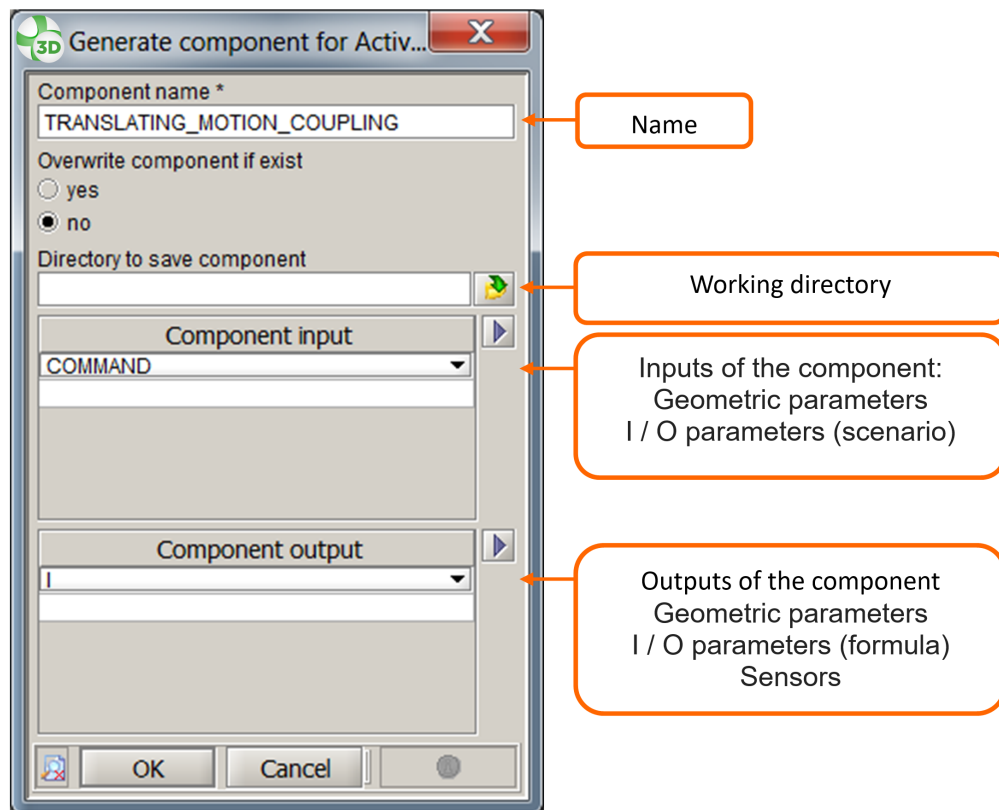 3D
Generate component for Activ...
X
Component name *
TRANSLATING_MOTION_COUPLING
Name
Overwrite component if exist
yes
no
Directory to save component
Working directory
Component input
COMMAND
Inputs of the component:
Geometric parameters
I / O parameters (scenario)
Component output
I
Outputs of the component
Geometric parameters
I / O parameters (formula)
Sensors
OK
Cancel